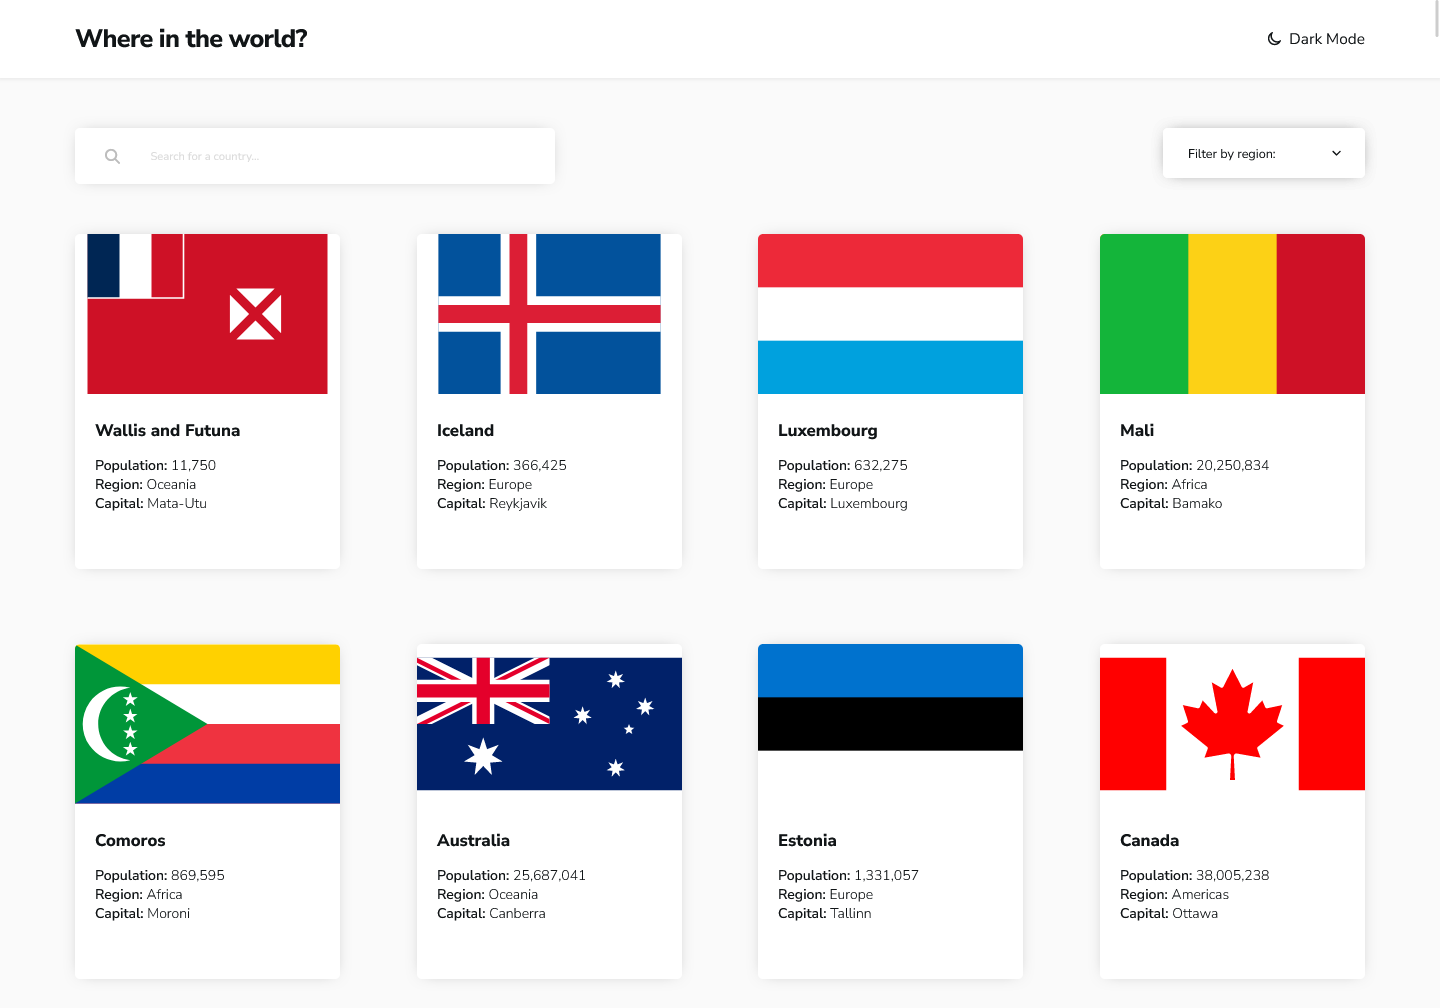 Where in the world?
Dark Mode
Search for a country...
Filter by region:
Wallis and Futuna
Population: 11,750
Region: Oceania
Capital: Mata-Utu
Iceland
Population: 366,425
Region: Europe
Capital: Reykjavik
Luxembourg
Population: 632,275
Region: Europe
Capital: Luxembourg
Mali
Population: 20,250,834
Region: Africa
Capital: Bamako
Comoros
Population: 869,595
Region: Africa
Capital: Moroni
Australia
Population: 25,687,041
Region: Oceania
Capital: Canberra
Estonia
Population: 1,331,057
Region: Europe
Capital: Tallinn
Canada
Population: 38,005,238
Region: Americas
Capital: Ottawa